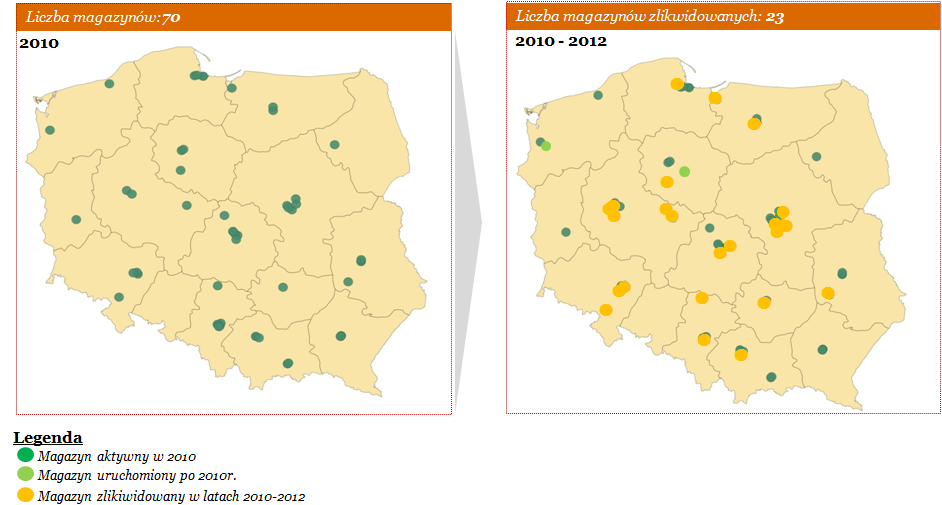 Liczba magazynów:70
2010
Liczba magazynów zlikwidowanych: 23
2010 - 2012
Legenda
Magazyn aktywny w 2010
Magazyn uruchomiony po 2010r.
Magazyn zlikiwidowany w latach 2010-2012